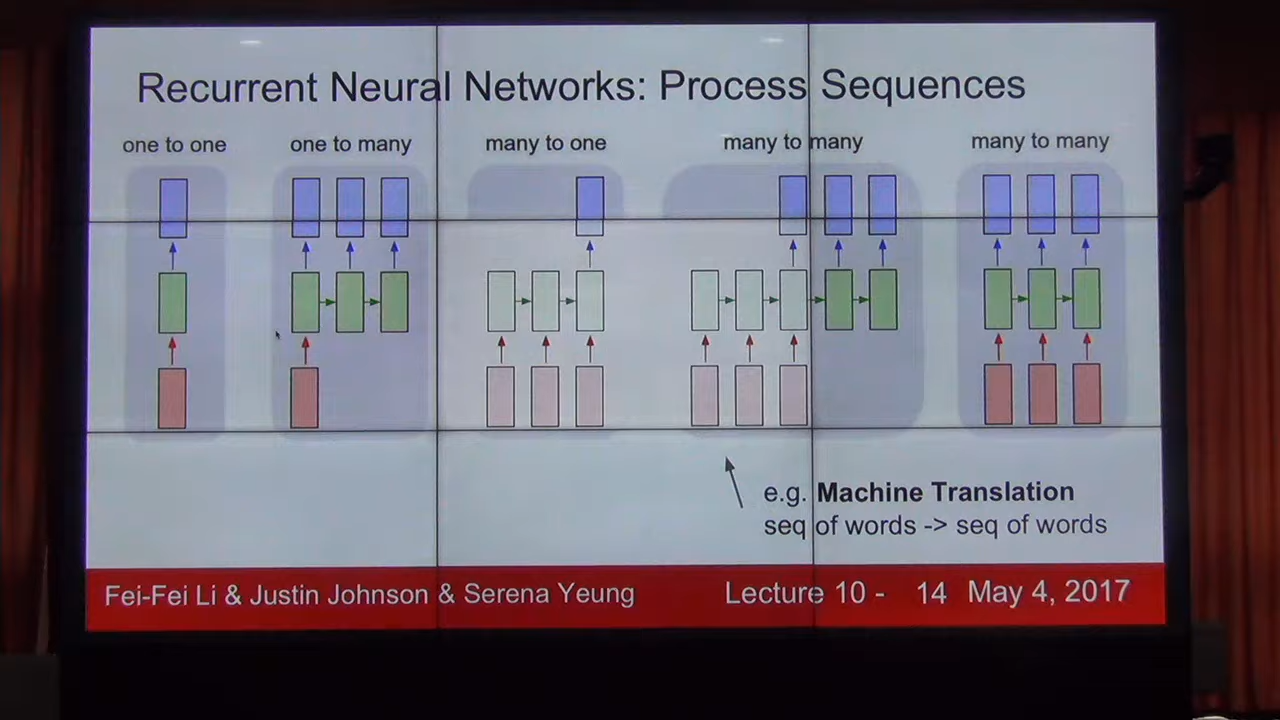 Recurrent Neural Networks: Process Sequences
one to one
one to many
many to one
many to many
many to many
e.g. Machine Translation
seq of words -> seq of words
Fei-Fei Li & Justin Johnson & Serena Yeung
Lecture 10 - 14 May 4, 2017